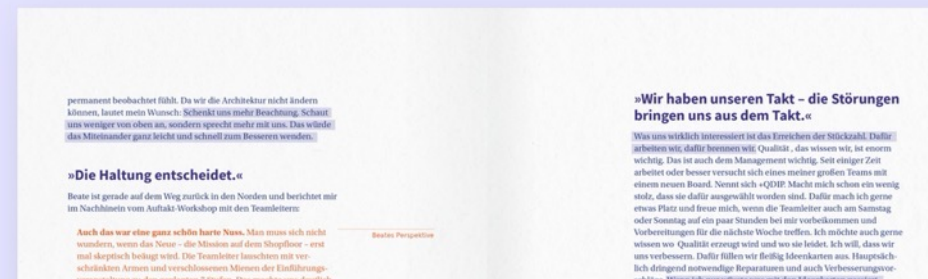 permanent beobachtet fühlt. Da wir die Architektur nicht ändern
können, lautet mein Wunsch: Schenkt uns mehr Beachtung. Schaut
uns weniger von oben an, sondern sprecht mehr mit uns. Das würde
das Miteinander ganz leicht und schnell zum Besseren wenden.
»Die Haltung entscheidet.«
Beate ist gerade auf dem Weg zurück in den Norden und berichtet mir
im Nachhinein vom Auftakt-Workshop mit den Teamleitern:
Auch das war eine ganz schön harte Nuss. Man muss sich nicht
wundern, wenn das Neue – die Mission auf dem Shopfloor – erst
mal skeptisch beäugt wird. Die Teamleiter lauschten mit ver-
schränkten Armen und verschlossenen Mienen der Einführungs-
Beates Perspektive
»Wir haben unseren Takt – die Störungen
bringen uns aus dem Takt.«
Was uns wirklich interessiert ist das Erreichen der Stückzahl. Dafür
arbeiten wir, dafür brennen wir. Qualität , das wissen wir, ist enorm
wichtig. Das ist auch dem Management wichtig. Seit einiger Zeit
arbeitet oder besser versucht sich eines meiner großen Teams mit
einem neuen Board. Nennt sich +QDIP. Macht mich schon ein wenig
stolz, dass sie dafür ausgewählt worden sind. Dafür mach ich gerne
etwas Platz und freue mich, wenn die Teamleiter auch am Samstag
oder Sonntag auf ein paar Stunden bei mir vorbeikommen und
Vorbereitungen für die nächste Woche treffen. Ich möchte auch gerne
wissen wo Qualität erzeugt wird und wo sie leidet. Ich will, dass wir
uns verbessern. Dafür füllen wir fleißig Ideenkarten aus. Hauptsäch-
lich dringend notwendige Reparaturen und auch Verbesserungsvor-